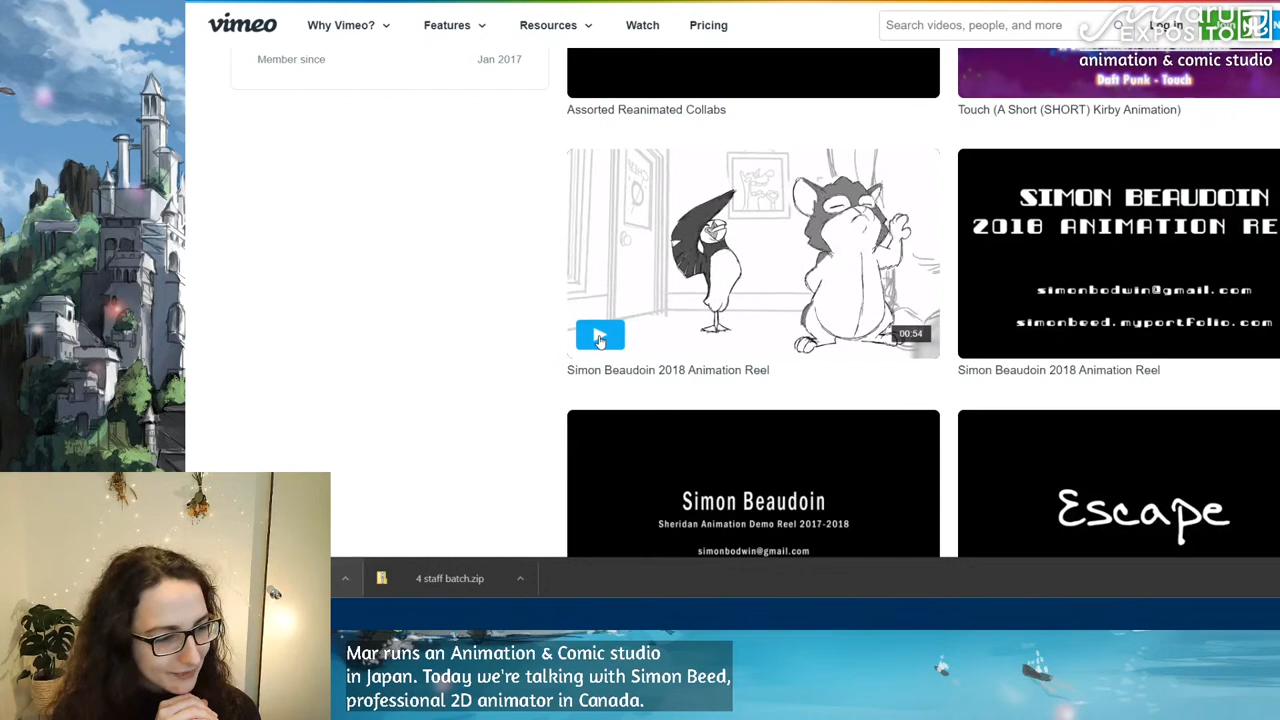 vimeo
Why Vimeo?
Features
Resources
Watch
Pricing
Search videos, people, and more
Log in
Join
maru
EXPOSITO
animation & comic studio
Member since
Jan 2017
Daft Punk - Touch
Assorted Reanimated Collabs
Touch (A Short (SHORT) Kirby Animation)
00:54
SIMON BEAUDOIN
2018 ANIMATION RE
simonbodwin@gmail.com
simonbeed.myportfolio.com
Simon Beaudoin 2018 Animation Reel
Simon Beaudoin 2018 Animation Reel
Simon Beaudoin
Sheridan Animation Demo Reel 2017-2018
simonbodwin@gmail.com
Escape
4 staff batch.zip
Mar runs an Animation & Comic studio
in Japan. Today we're talking with Simon Beed,
professional 2D animator in Canada.